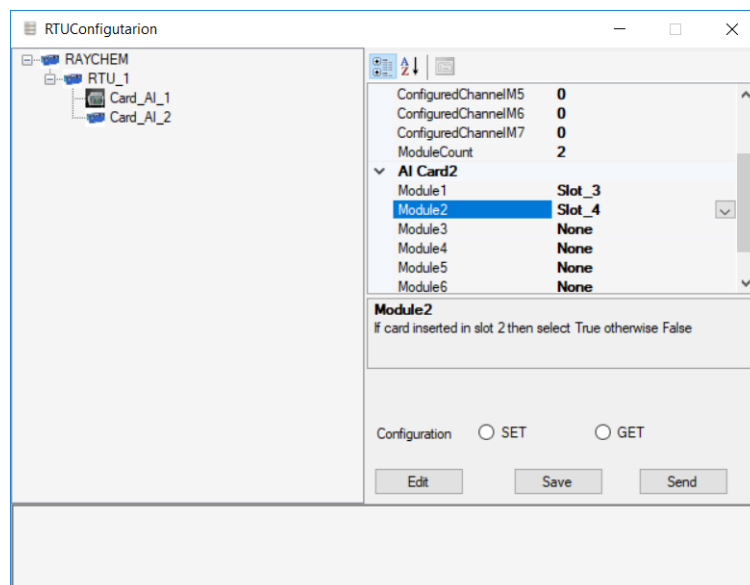 RTUConfigutarion
RAYCHEM
RTU_1
Card_AI_1
Card_AI_2
ConfiguredChannelM5 0
ConfiguredChannelM6 0
ConfiguredChannelM7 0
ModuleCount 2
AI Card2
Module1 Slot_3
Module2 Slot_4
Module3 None
Module4 None
Module5 None
Module6 None
Module2
If card inserted in slot 2 then select True otherwise False
Configuration SET GET
Edit Save Send